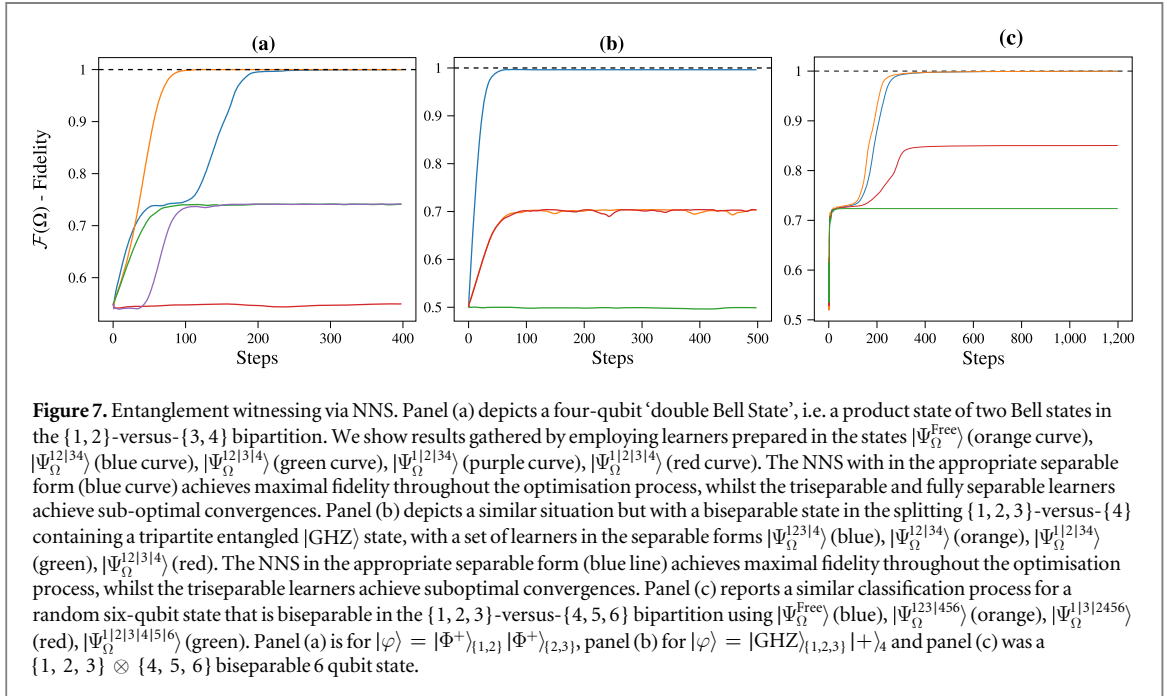 (a)
(b)
(c)
1
0.9
0.8
0.7
0.6
0
100
200
300
400
Steps
ℱ(Ω) - Fidelity
1
0.9
0.8
0.7
0.6
0.5
0
100
200
300
400
500
Steps
1
0.9
0.8
0.7
0.6
0.5
0
200
400
600
800
1,000
1,200
Steps
Figure 7. Entanglement witnessing via NNS. Panel (a) depicts a four-qubit ‘double Bell State’, i.e. a product state of two Bell states in
the {1, 2}-versus-{3, 4} bipartition. We show results gathered by employing learners prepared in the states |Ψ_Ω^Free⟩ (orange curve),
|Ψ_Ω^12|34⟩ (blue curve), |Ψ_Ω^12|3|4⟩ (green curve), |Ψ_Ω^1|2|34⟩ (purple curve), |Ψ_Ω^1|2|3|4⟩ (red curve). The NNS with in the appropriate separable
form (blue curve) achieves maximal fidelity throughout the optimisation process, whilst the triseparable and fully separable learners
achieve sub-optimal convergences. Panel (b) depicts a similar situation but with a biseparable state in the splitting {1, 2, 3}-versus-{4}
containing a tripartite entangled |GHZ⟩ state, with a set of learners in the separable forms |Ψ_Ω^123|4⟩ (blue), |Ψ_Ω^12|34⟩ (orange), |Ψ_Ω^1|2|34⟩
(green), |Ψ_Ω^12|3|4⟩ (red). The NNS in the appropriate separable form (blue line) achieves maximal fidelity throughout the optimisation
process, whilst the triseparable learners achieve suboptimal convergences. Panel (c) reports a similar classification process for a
random six-qubit state that is biseparable in the {1, 2, 3}-versus-{4, 5, 6} bipartition using |Ψ_Ω^Free⟩ (blue), |Ψ_Ω^123|456⟩ (orange), |Ψ_Ω^1|3|2456⟩
(red), |Ψ_Ω^1|2|3|4|5|6⟩ (green). Panel (a) is for |φ⟩ = |Φ⁺⟩_{1,2} |Φ⁺⟩_{2,3}, panel (b) for |φ⟩ = |GHZ⟩_{1,2,3} |+⟩₄ and panel (c) was a
{1, 2, 3} ⊗ {4, 5, 6} biseparable 6 qubit state.